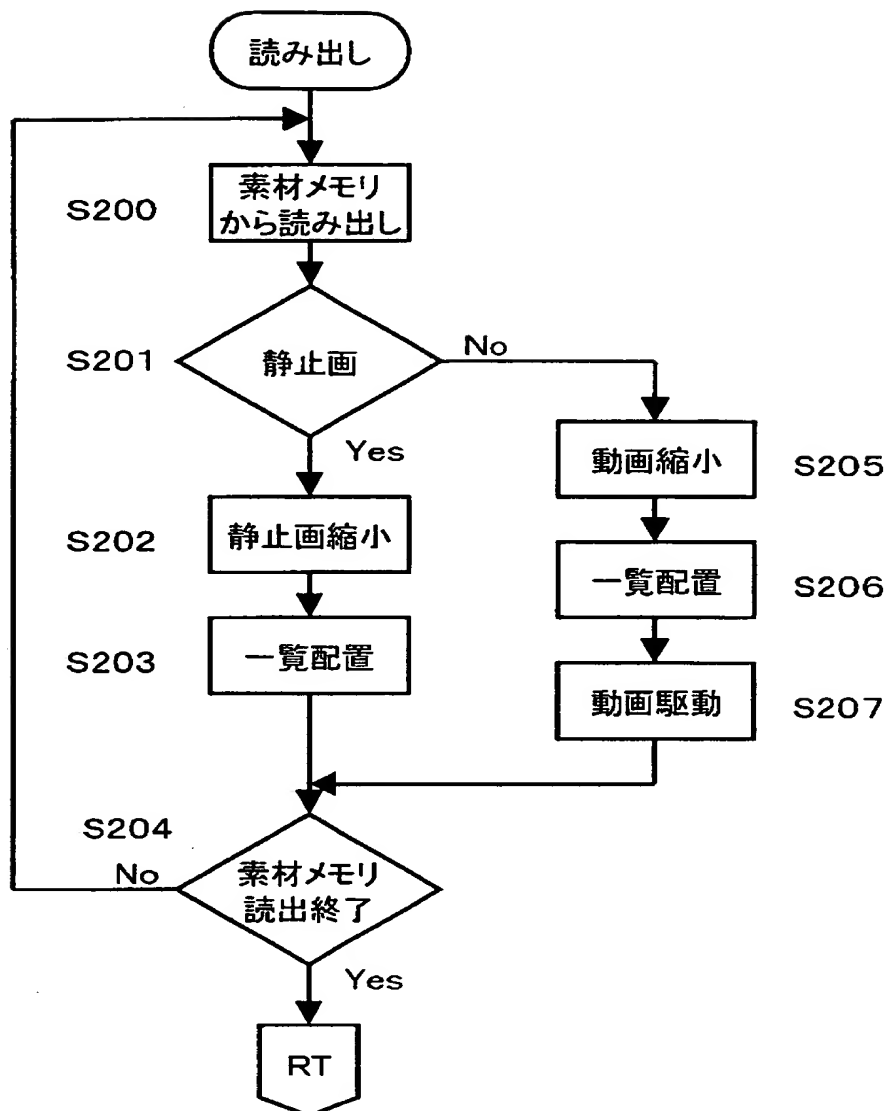 読み出し
S200
素材メモリ
から読み出し
S201
静止画
No
Yes
S202
静止画縮小
動画縮小
S205
S203
一覧配置
一覧配置
S206
動画駆動
S207
S204
No
素材メモリ
読出終了
Yes
RT